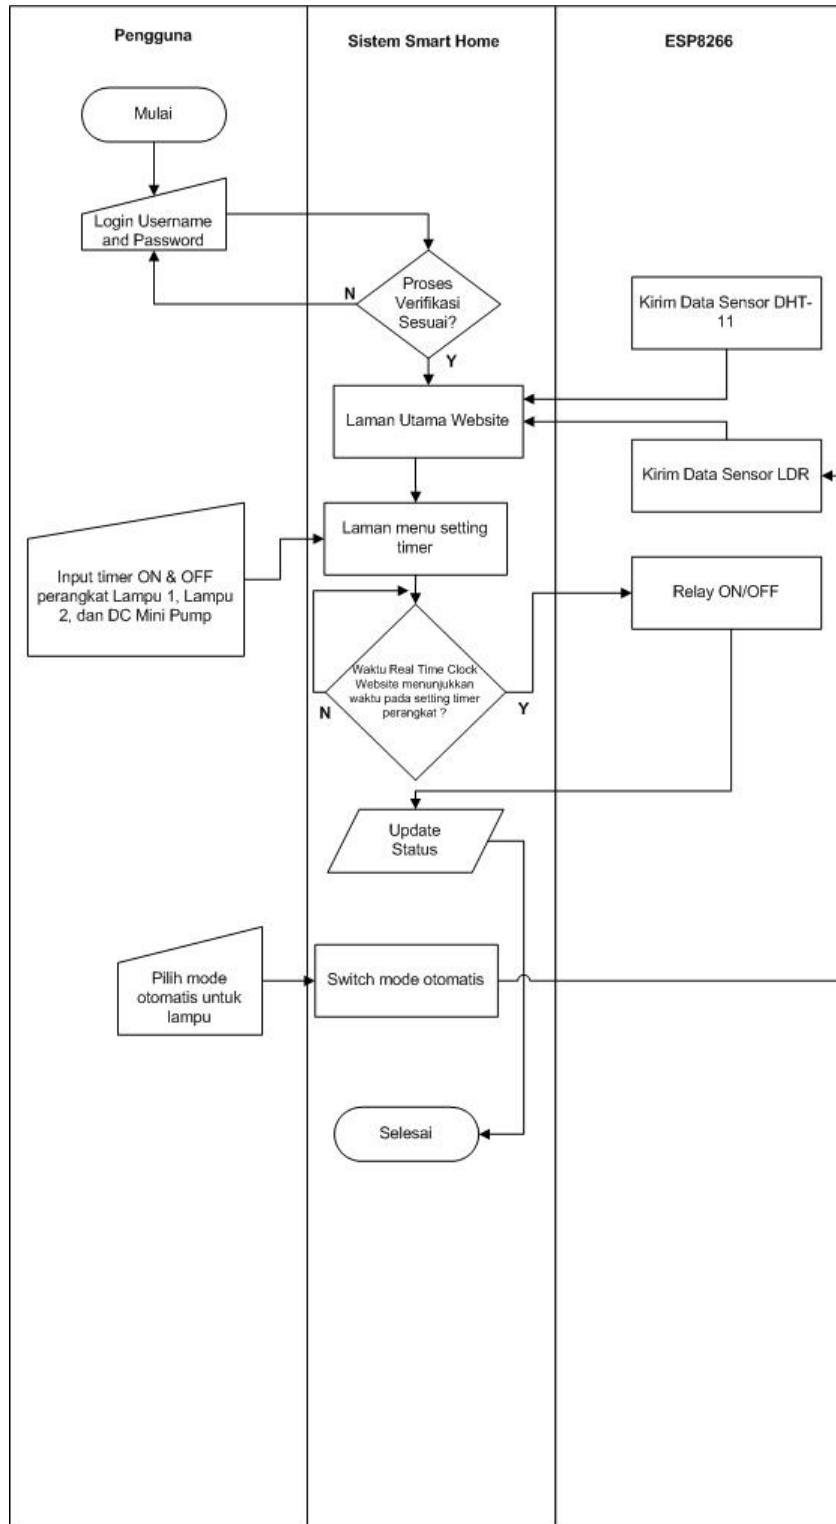 Pengguna
Sistem Smart Home
ESP8266
Mulai
Login Username
and Password
Proses
Verifikasi
Sesuai?
N
Y
Kirim Data Sensor DHT-
11
Laman Utama Website
Kirim Data Sensor LDR
Laman menu setting
timer
Input timer ON & OFF
perangkat Lampu 1, Lampu
2, dan DC Mini Pump
Relay ON/OFF
Waktu Real Time Clock
Website menunjukkan
waktu pada setting timer
perangkat ?
N
Y
Update
Status
Pilih mode
otomatis untuk
lampu
Switch mode otomatis
Selesai